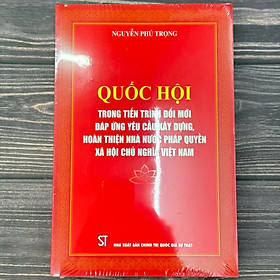 NGUYỄN PHÚ TRỌNG
QUỐC HỘI
TRONG TIẾN TRÌNH ĐỔI MỚI
ĐÁP ỨNG YÊU CẦU XÂY DỰNG,
HOÀN THIỆN NHÀ NƯỚC PHÁP QUYỀN
XÃ HỘI CHỦ NGHĨA VIỆT NAM
ST
NHÀ XUẤT BẢN CHÍNH TRỊ QUỐC GIA SỰ THẬT